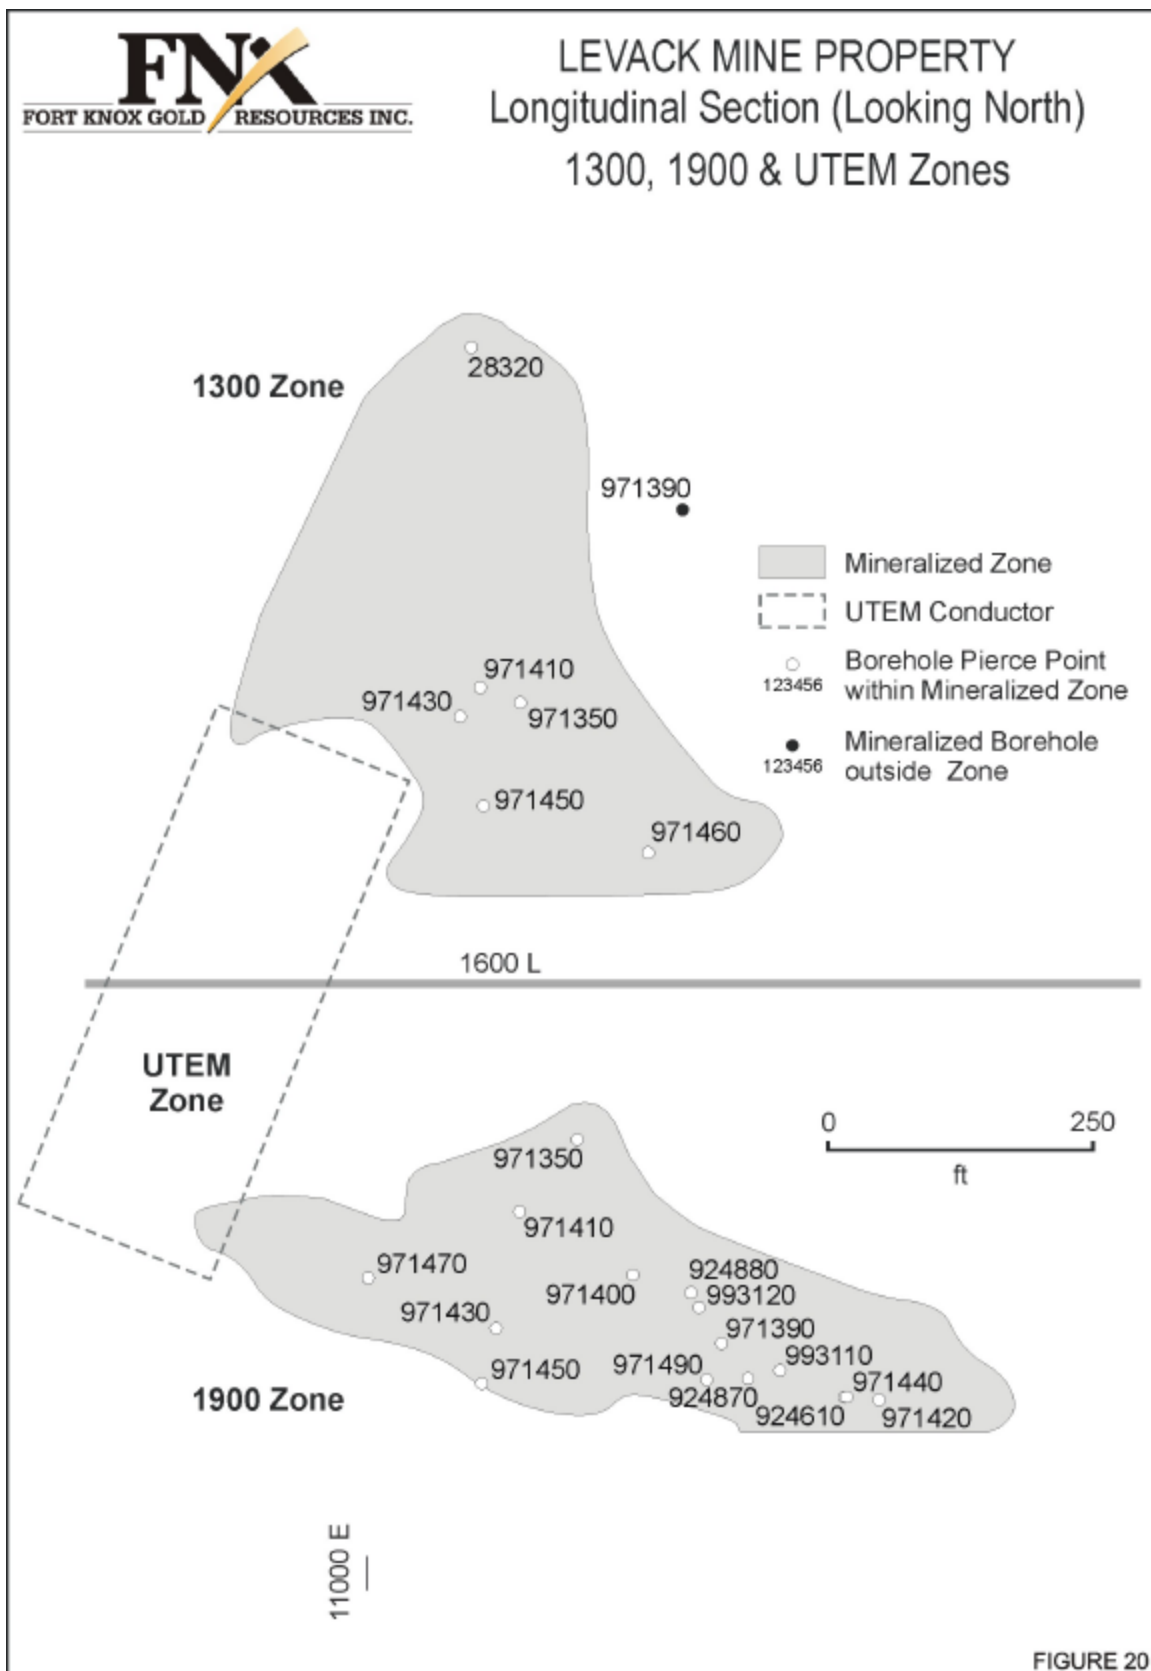 FNX
FORT KNOX GOLD RESOURCES INC.
LEVACK MINE PROPERTY
Longitudinal Section (Looking North)
1300, 1900 & UTEM Zones
28320
1300 Zone
971390
Mineralized Zone
UTEM Conductor
123456
Borehole Pierce Point
within Mineralized Zone
123456
Mineralized Borehole
outside Zone
971410
971430
971350
971450
971460
1600 L
UTEM
Zone
0
250
ft
971350
971410
971470
971400
924880
993120
971430
971390
971490
993110
971450
971440
924870
924610
971420
1900 Zone
11000 E
FIGURE 20